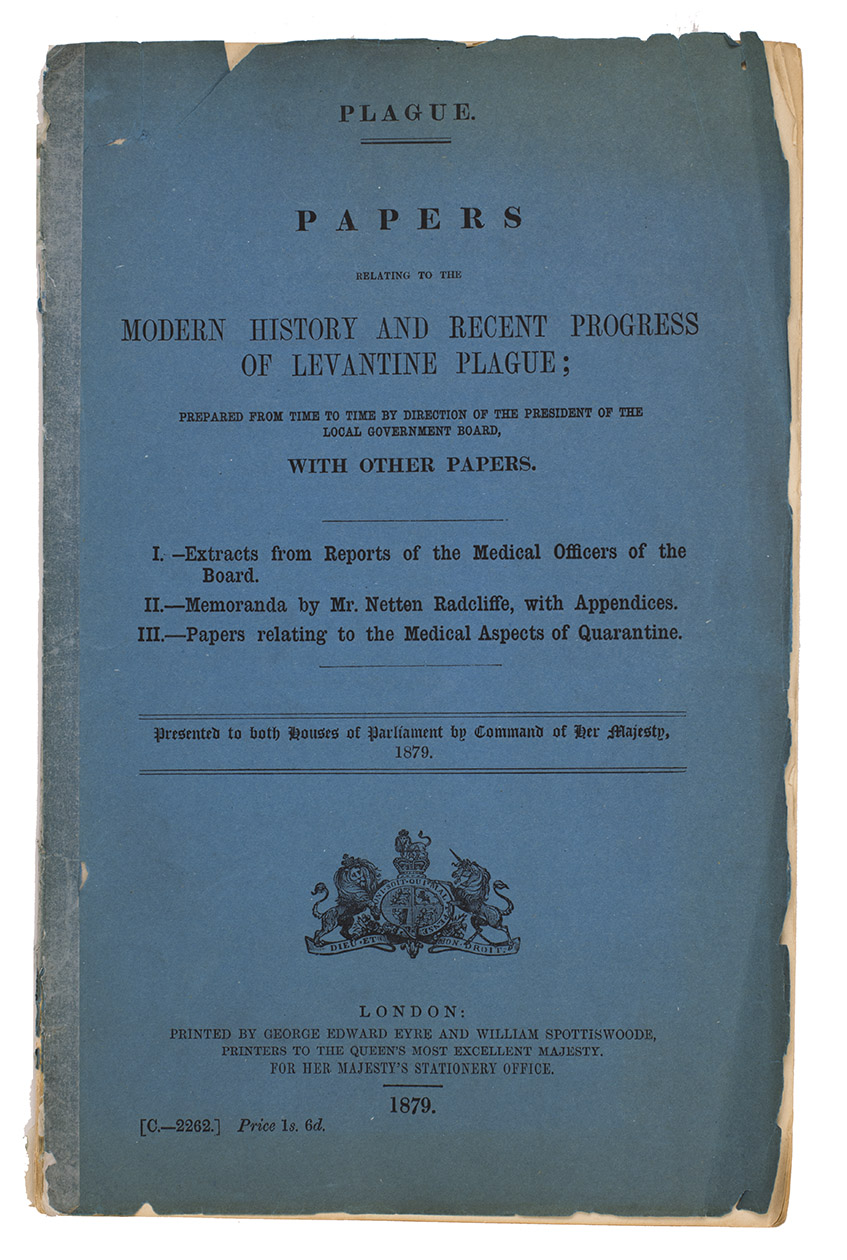 PLAGUE.
PAPERS
RELATING TO THE
MODERN HISTORY AND RECENT PROGRESS
OF LEVANTINE PLAGUE;
PREPARED FROM TIME TO TIME BY DIRECTION OF THE PRESIDENT OF THE
LOCAL GOVERNMENT BOARD,
WITH OTHER PAPERS.
I.—Extracts from Reports of the Medical Officers of the
Board.
II.—Memoranda by Mr. Netten Radcliffe, with Appendices.
III.—Papers relating to the Medical Aspects of Quarantine.
Presented to both Houses of Parliament by Command of Her Majesty,
1879.
SOIT·QUI·MAL
DIEU·ET MON·DROIT.
LONDON:
PRINTED BY GEORGE EDWARD EYRE AND WILLIAM SPOTTISWOODE,
PRINTERS TO THE QUEEN'S MOST EXCELLENT MAJESTY.
FOR HER MAJESTY'S STATIONERY OFFICE.
1879.
[C.—2262.] Price 1s. 6d.